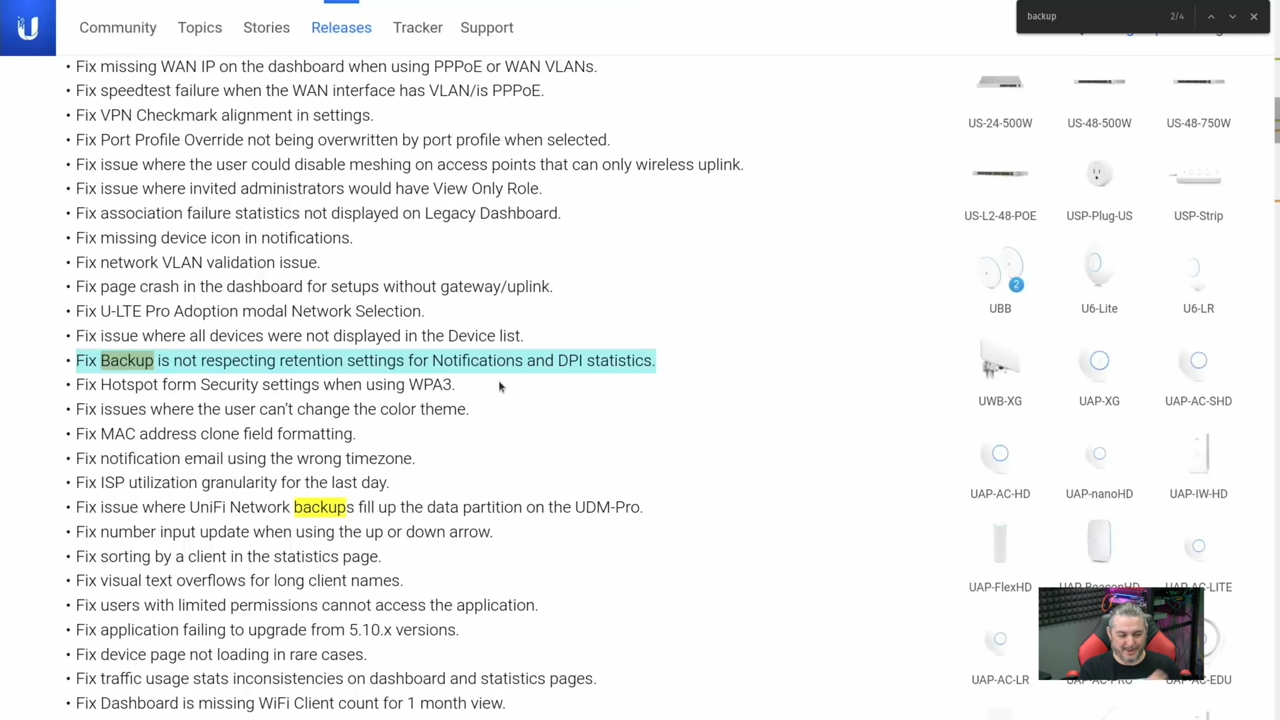 Community Topics Stories Releases Tracker Support
backup 2/4
• Fix missing WAN IP on the dashboard when using PPPoE or WAN VLANs.
• Fix speedtest failure when the WAN interface has VLAN/is PPPoE.
• Fix VPN Checkmark alignment in settings.
• Fix Port Profile Override not being overwritten by port profile when selected.
• Fix issue where the user could disable meshing on access points that can only wireless uplink.
• Fix issue where invited administrators would have View Only Role.
• Fix association failure statistics not displayed on Legacy Dashboard.
• Fix missing device icon in notifications.
• Fix network VLAN validation issue.
• Fix page crash in the dashboard for setups without gateway/uplink.
• Fix U-LTE Pro Adoption modal Network Selection.
• Fix issue where all devices were not displayed in the Device list.
• Fix Backup is not respecting retention settings for Notifications and DPI statistics.
• Fix Hotspot form Security settings when using WPA3.
• Fix issues where the user can’t change the color theme.
• Fix MAC address clone field formatting.
• Fix notification email using the wrong timezone.
• Fix ISP utilization granularity for the last day.
• Fix issue where UniFi Network backups fill up the data partition on the UDM-Pro.
• Fix number input update when using the up or down arrow.
• Fix sorting by a client in the statistics page.
• Fix visual text overflows for long client names.
• Fix users with limited permissions cannot access the application.
• Fix application failing to upgrade from 5.10.x versions.
• Fix device page not loading in rare cases.
• Fix traffic usage stats inconsistencies on dashboard and statistics pages.
• Fix Dashboard is missing WiFi Client count for 1 month view.
US-24-500W US-48-500W US-48-750W
US-L2-48-POE USP-Plug-US USP-Strip
2
UBB U6-Lite U6-LR
UWB-XG UAP-XG UAP-AC-SHD
UAP-AC-HD UAP-nanoHD UAP-IW-HD
UAP-FlexHD UAP-BeaconHD UAP-AC-LITE
UAP-AC-LR UAP-AC-PRO UAP-AC-EDU